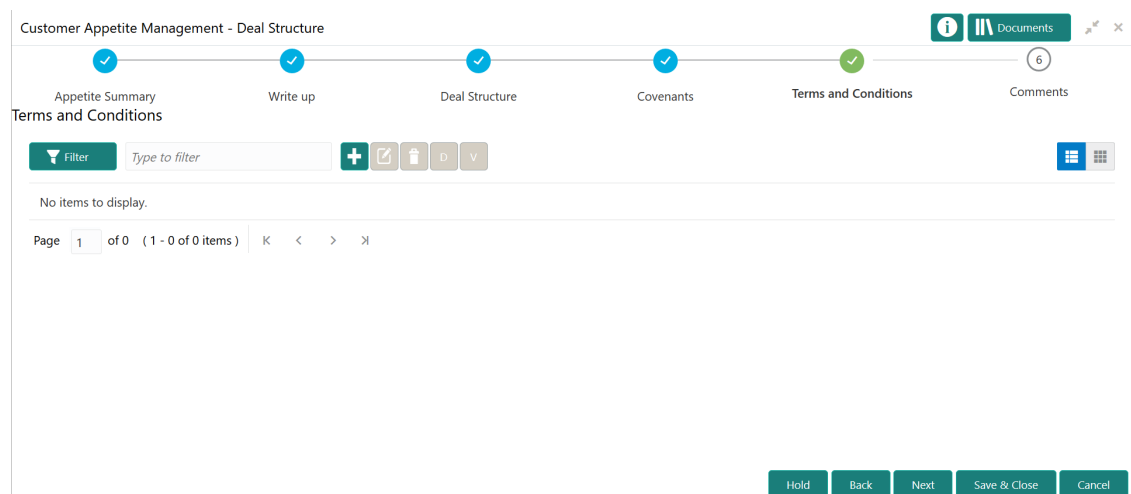 Customer Appetite Management - Deal Structure
Documents
6
Appetite Summary
Write up
Deal Structure
Covenants
Terms and Conditions
Comments
Terms and Conditions
Filter
Type to filter
D
V
No items to display.
Page 1 of 0 ( 1 - 0 of 0 items )
Hold
Back
Next
Save & Close
Cancel